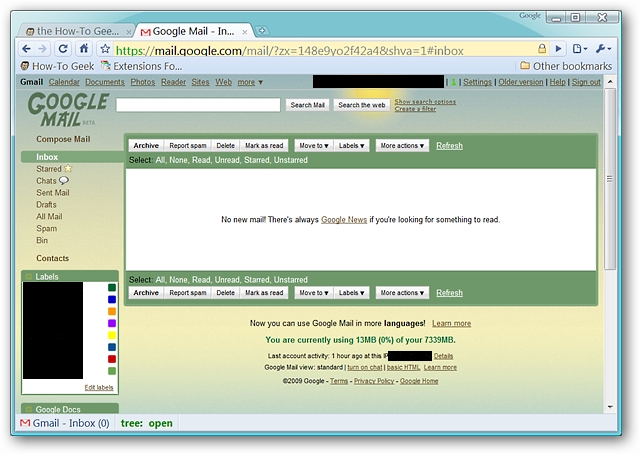 Google
the How-To Geek...
Google Mail - In...
https://mail.google.com/mail/?zx=148e9yo2f42a4&shva=1#inbox
How-To Geek Extensions Fo... Other bookmarks
Gmail Calendar Documents Photos Reader Sites Web more ▼ | Settings | Older version | Help | Sign out
GOOGLE MAIL BETA
Search Mail Search the web Show search options
Create a filter
Compose Mail
Inbox
Starred
Chats
Sent Mail
Drafts
All Mail
Spam
Bin
Contacts
Labels
Edit labels
Google Docs
Archive Report spam Delete Mark as read Move to ▼ Labels ▼ More actions ▼ Refresh
Select: All, None, Read, Unread, Starred, Unstarred
No new mail! There's always Google News if you're looking for something to read.
Select: All, None, Read, Unread, Starred, Unstarred
Archive Report spam Delete Mark as read Move to ▼ Labels ▼ More actions ▼ Refresh
Now you can use Google Mail in more languages! Learn more
You are currently using 13MB (0%) of your 7339MB.
Last account activity: 1 hour ago at this IP Details
Google Mail view: standard | turn on chat | basic HTML Learn more
©2009 Google - Terms - Privacy Policy - Google Home
Gmail - Inbox (0) tree: open